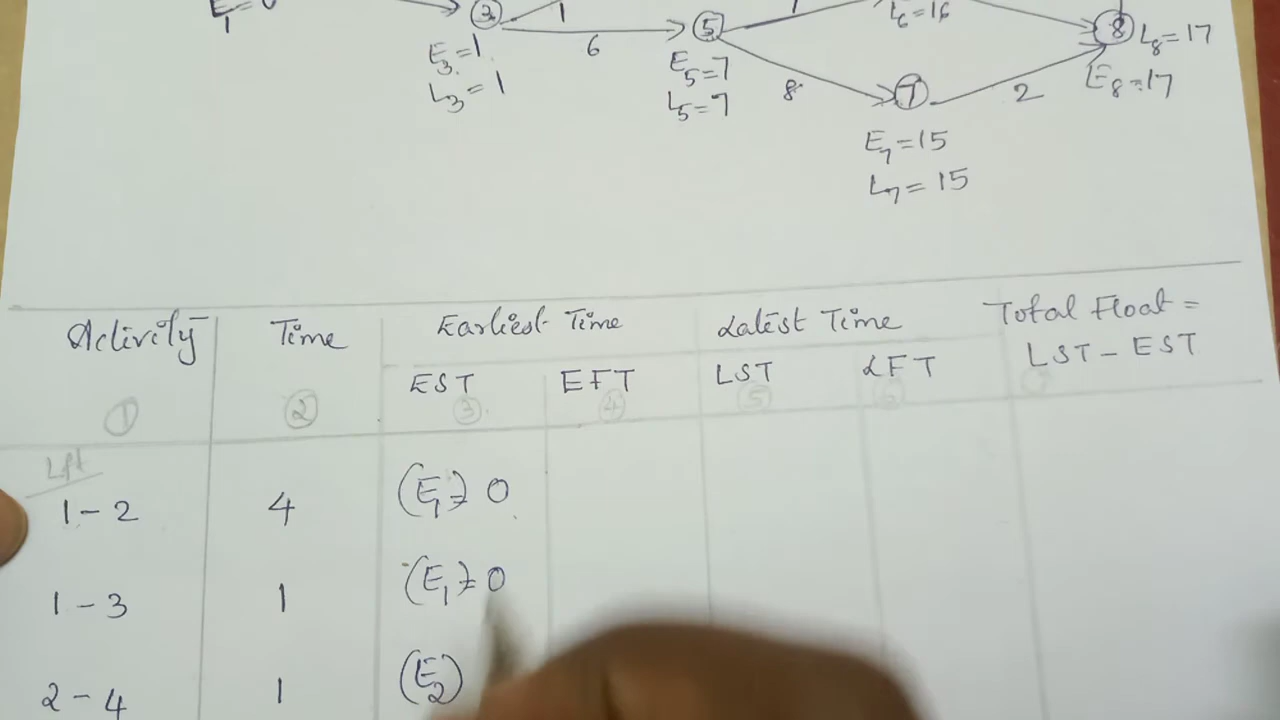 E1=0
3
1
5
L6=16
8
L8=17
E3=1
L3=1
6
E5=7
L5=7
8
7
2
E8=17
E7=15
L7=15
Activity
Time
Earliest Time
Latest Time
Total Float =
LST - EST
EST
EFT
LST
LFT
1
2
3
4
5
6
7
Lft
1-2
4
(E1)= 0
1-3
1
(E1)= 0
2-4
1
(E2)